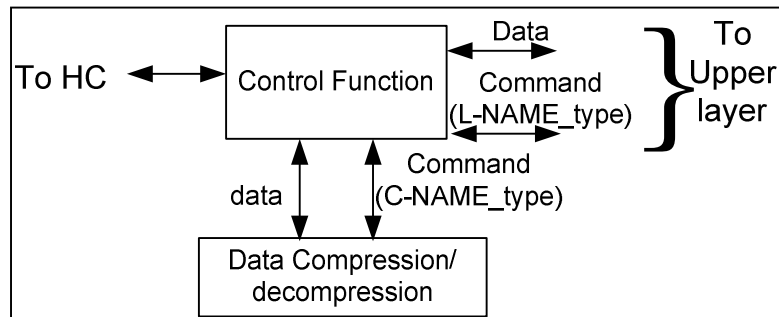 To HC
Control Function
Data
Command
(L-NAME_type)
To
Upper
layer
data
Command
(C-NAME_type)
Data Compression/
decompression